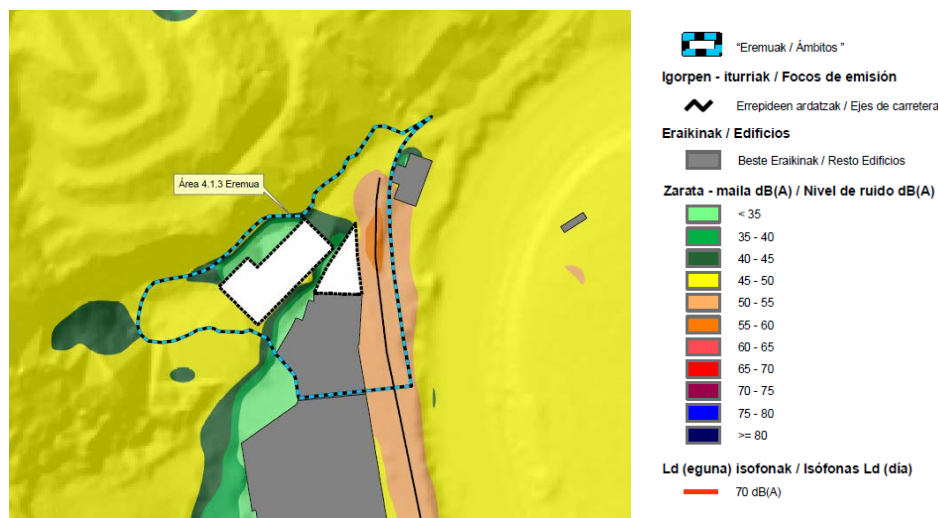 Área 4.1.3 Eremua
“Eremuak / Ámbitos ”
Igorpen - iturriak / Focos de emisión
Errepideen ardatzak / Ejes de carretera
Eraikinak / Edificios
Beste Eraikinak / Resto Edificios
Zarata - maila dB(A) / Nivel de ruido dB(A)
< 35
35 - 40
40 - 45
45 - 50
50 - 55
55 - 60
60 - 65
65 - 70
70 - 75
75 - 80
>= 80
Ld (eguna) isofonak / Isófonas Ld (día)
70 dB(A)